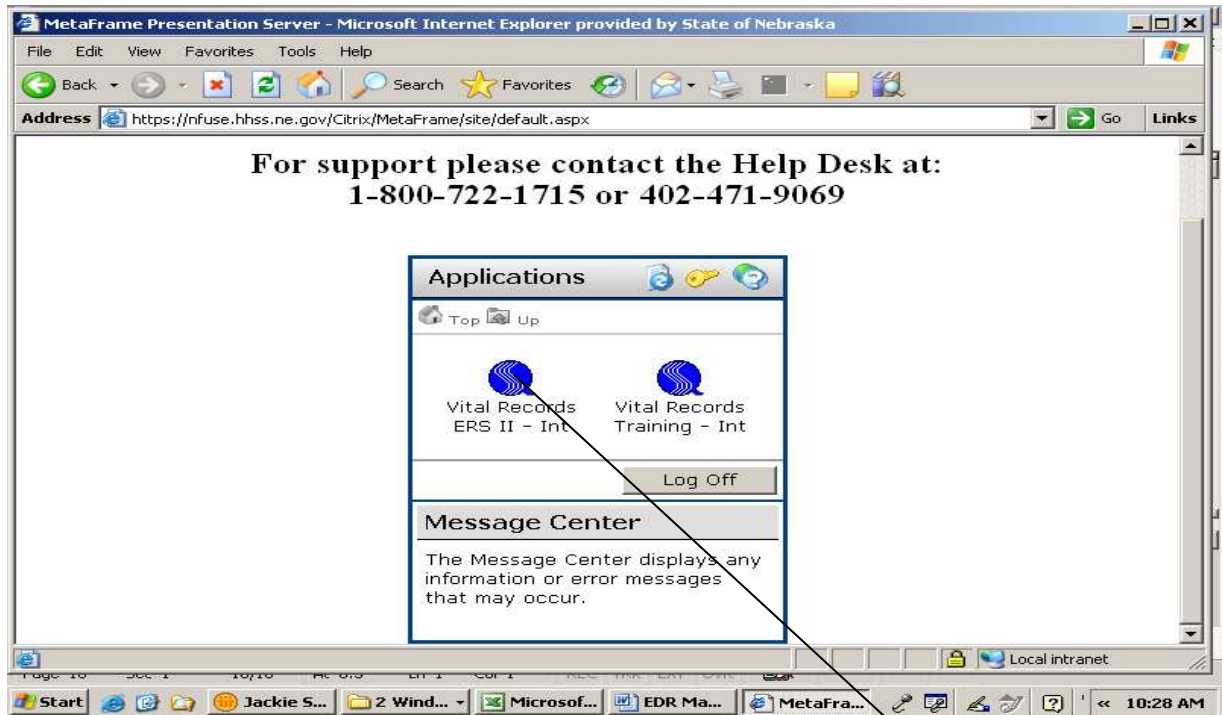 MetaFrame Presentation Server - Microsoft Internet Explorer provided by State of Nebraska
File Edit View Favorites Tools Help
Back Search Favorites
Address https://nfuse.hhss.ne.gov/Citrix/MetaFrame/site/default.aspx Go Links
For support please contact the Help Desk at:
1-800-722-1715 or 402-471-9069
Applications
Top Up
Vital Records Vital Records
ERS II - Int Training - Int
Log Off
Message Center
The Message Center displays any
information or error messages
that may occur.
Local intranet
Start Jackie S... 2 Wind... Microsof... EDR Ma... MetaFra... « 10:28 AM